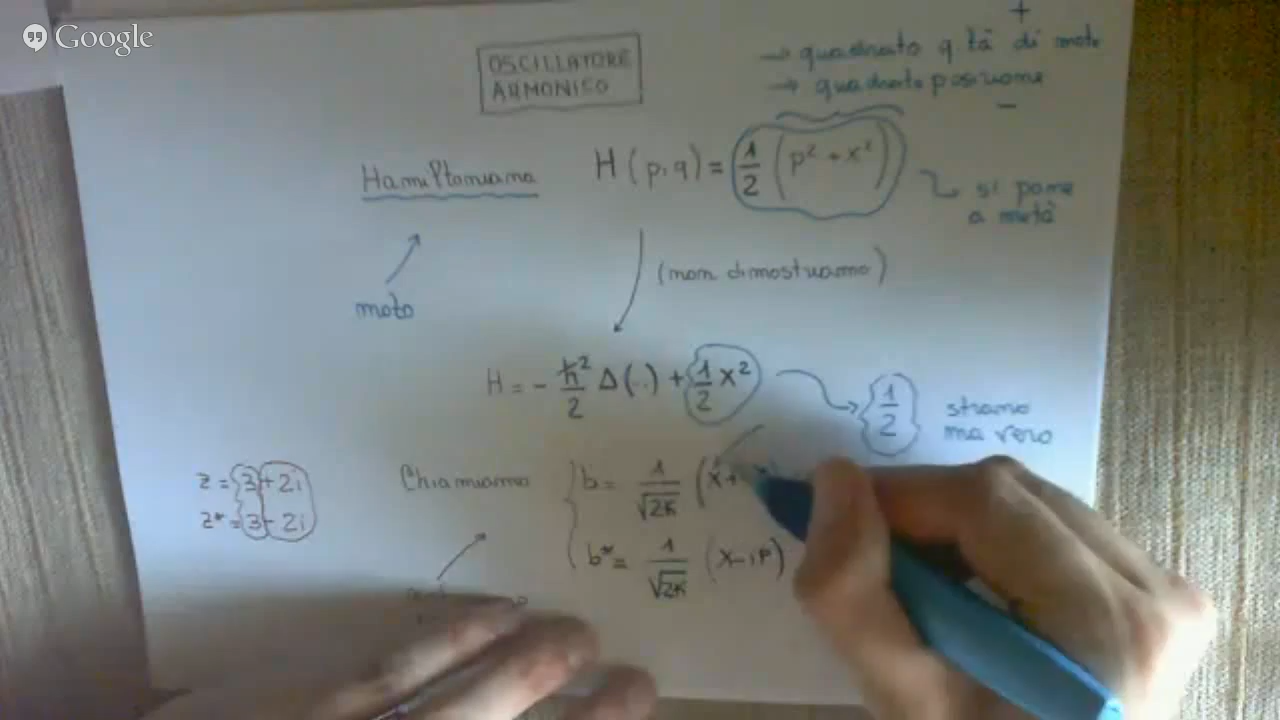 Google
OSCILLATORE
ARMONICO
+
→ quadrato q.tà di moto
→ quadrato posizione
−
Hamiltoniana
H(p,q) = 1/2 (p² + x²)
si pone
a metà
moto
(non dimostriamo)
H = - ℏ²/2 Δ(.) + 1/2 x²
1/2
strano
ma vero
z = 3+2i
z* = 3-2i
Chiamiamo
b = 1/√2ℏ (x+
b* = 1/√2ℏ (x-ip)